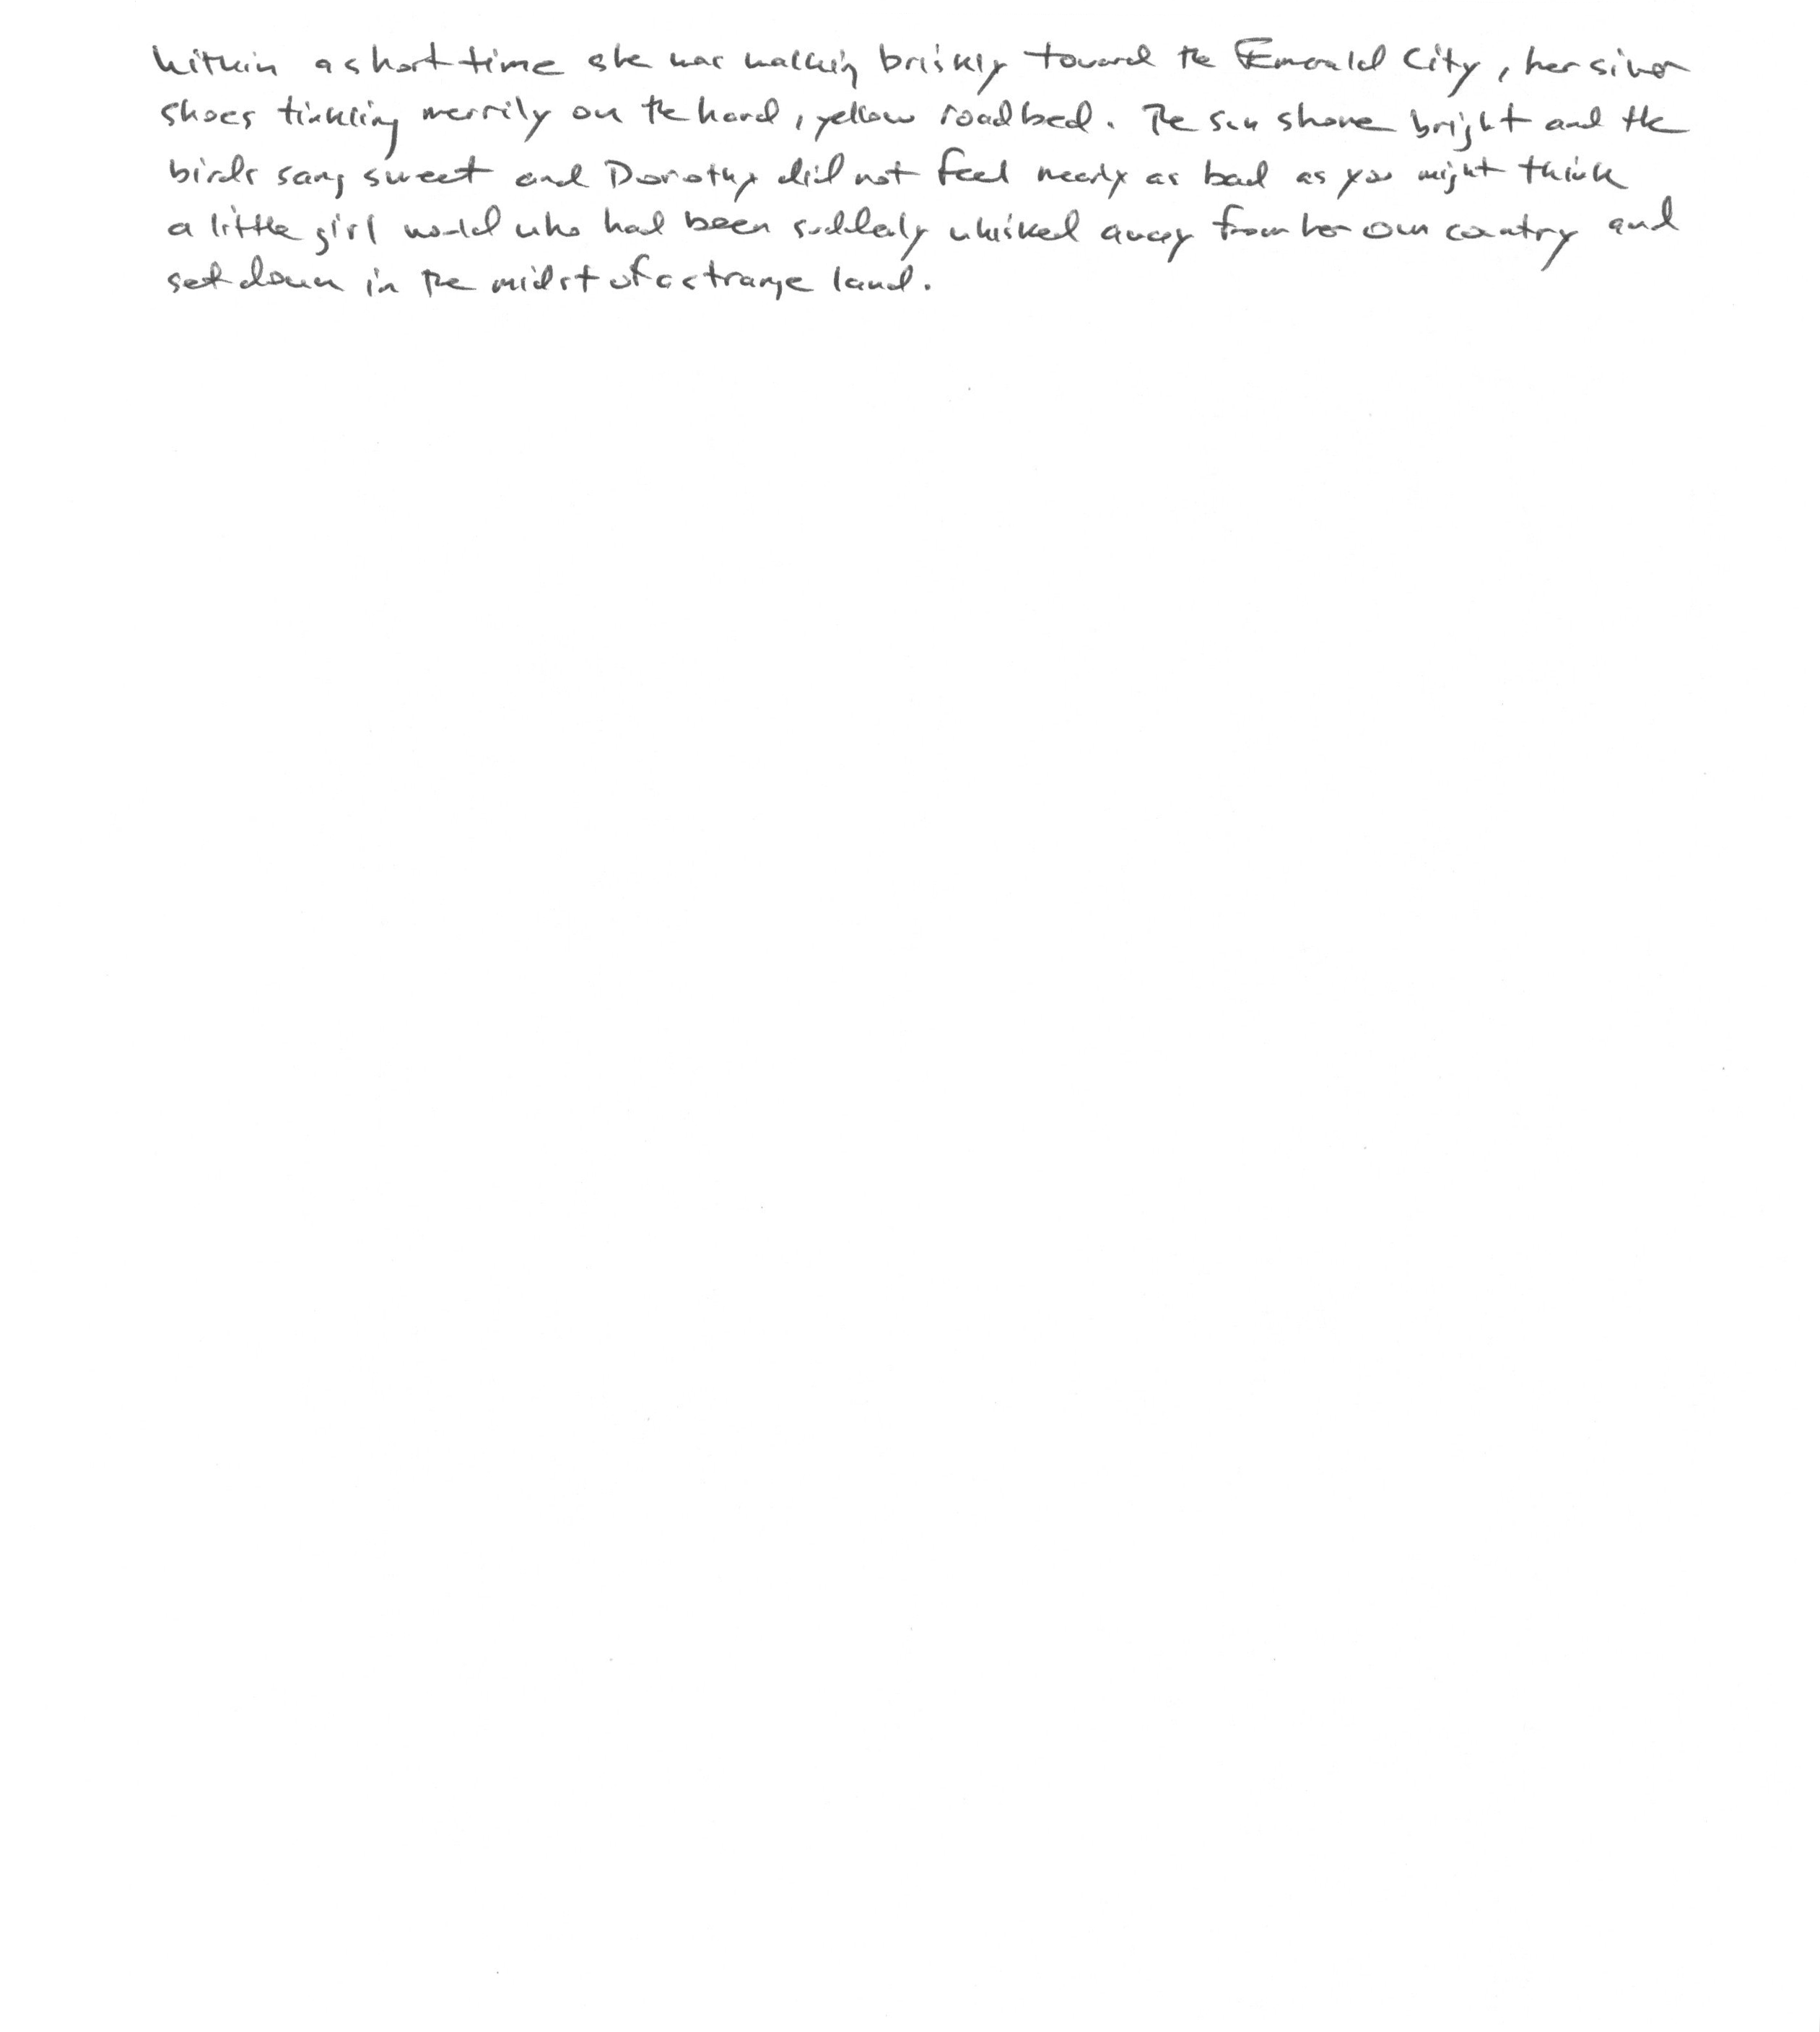 Within a short time she was walking briskly toward the Emerald City, her silver
shoes tinkling merrily on the hard, yellow roadbed. The sun shone bright and the
birds sang sweet and Dorothy did not feel nearly as bad as you might think
a little girl would who had been suddenly whisked away from her own country and
set down in the midst of a strange land.